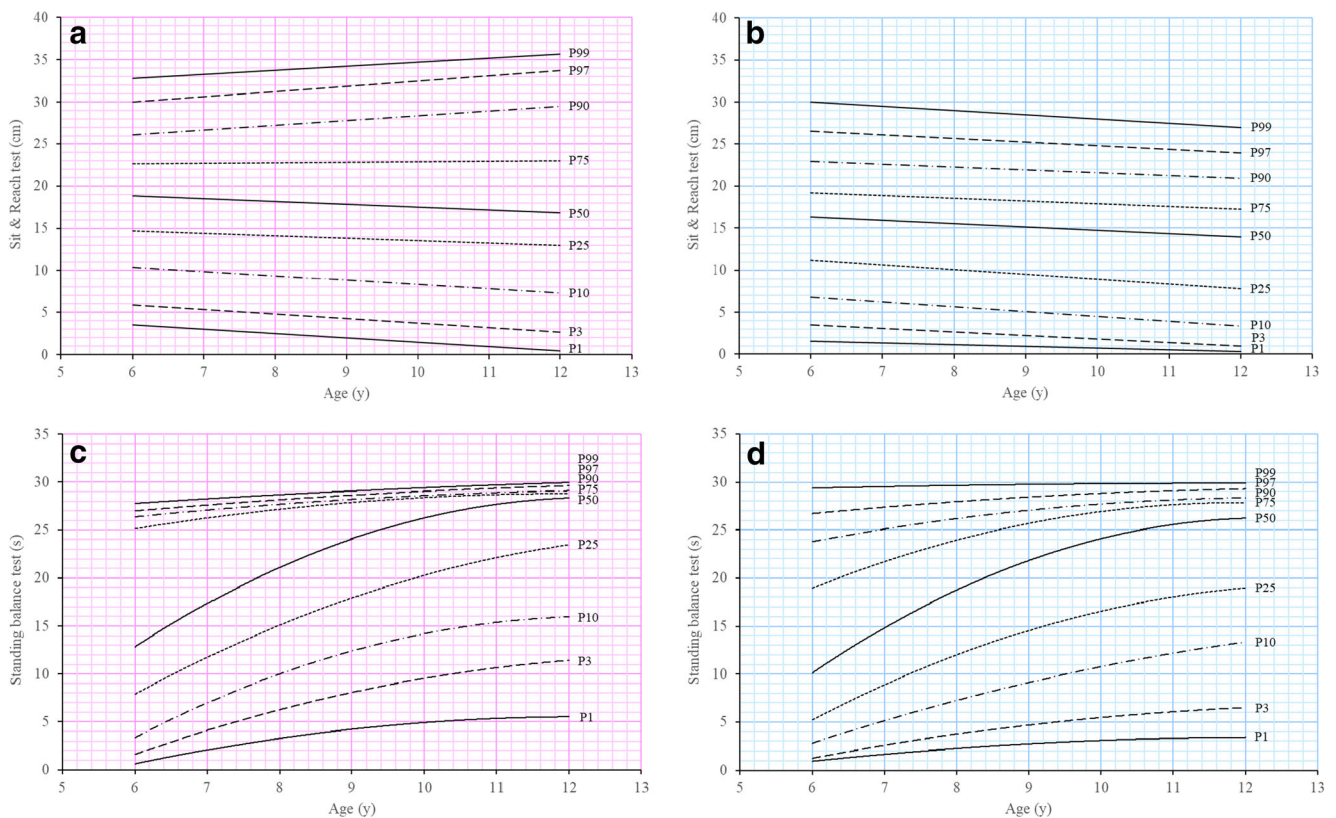 a
Sit & Reach test (cm)
40
35
30
25
20
15
10
5
0
P99
P97
P90
P75
P50
P25
P10
P3
P1
5 6 7 8 9 10 11 12 13
Age (y)
b
Sit & Reach test (cm)
40
35
30
25
20
15
10
5
0
P99
P97
P90
P75
P50
P25
P10
P3
P1
5 6 7 8 9 10 11 12 13
Age (y)
c
Standing balance test (s)
35
30
25
20
15
10
5
0
P99
P97
P90
P75
P50
P25
P10
P3
P1
5 6 7 8 9 10 11 12 13
Age (y)
d
Standing balance test (s)
35
30
25
20
15
10
5
0
P99
P97
P90
P75
P50
P25
P10
P3
P1
5 6 7 8 9 10 11 12 13
Age (y)